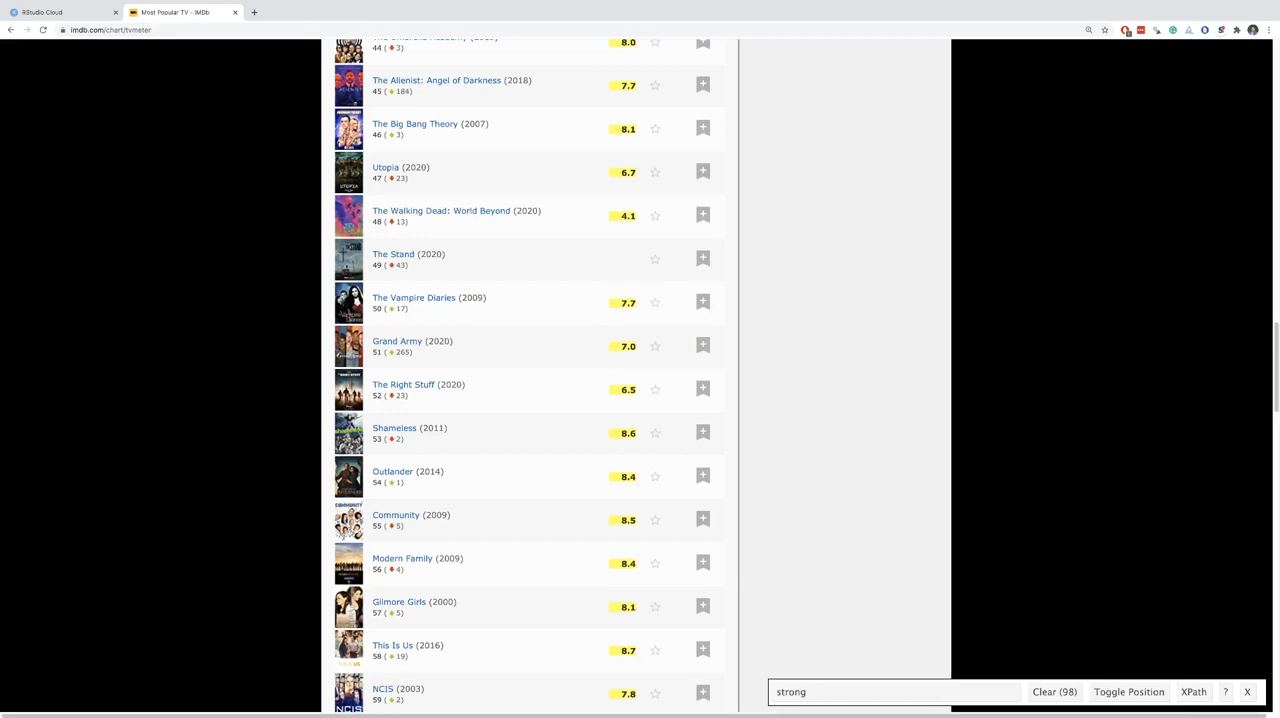 RStudio Cloud
Most Popular TV - IMDb
imdb.com/chart/tvmeter
44 (3) 8.0
The Alienist: Angel of Darkness (2018)
45 (184) 7.7
The Big Bang Theory (2007)
46 (3) 8.1
Utopia (2020)
47 (23) 6.7
The Walking Dead: World Beyond (2020)
48 (13) 4.1
The Stand (2020)
49 (43)
The Vampire Diaries (2009)
50 (17) 7.7
Grand Army (2020)
51 (265) 7.0
The Right Stuff (2020)
52 (23) 6.5
Shameless (2011)
53 (2) 8.6
Outlander (2014)
54 (1) 8.4
Community (2009)
55 (5) 8.5
Modern Family (2009)
56 (4) 8.4
Gilmore Girls (2000)
57 (5) 8.1
This Is Us (2016)
58 (19) 8.7
NCIS (2003)
59 (2) 7.8
strong Clear (98) Toggle Position XPath ? X